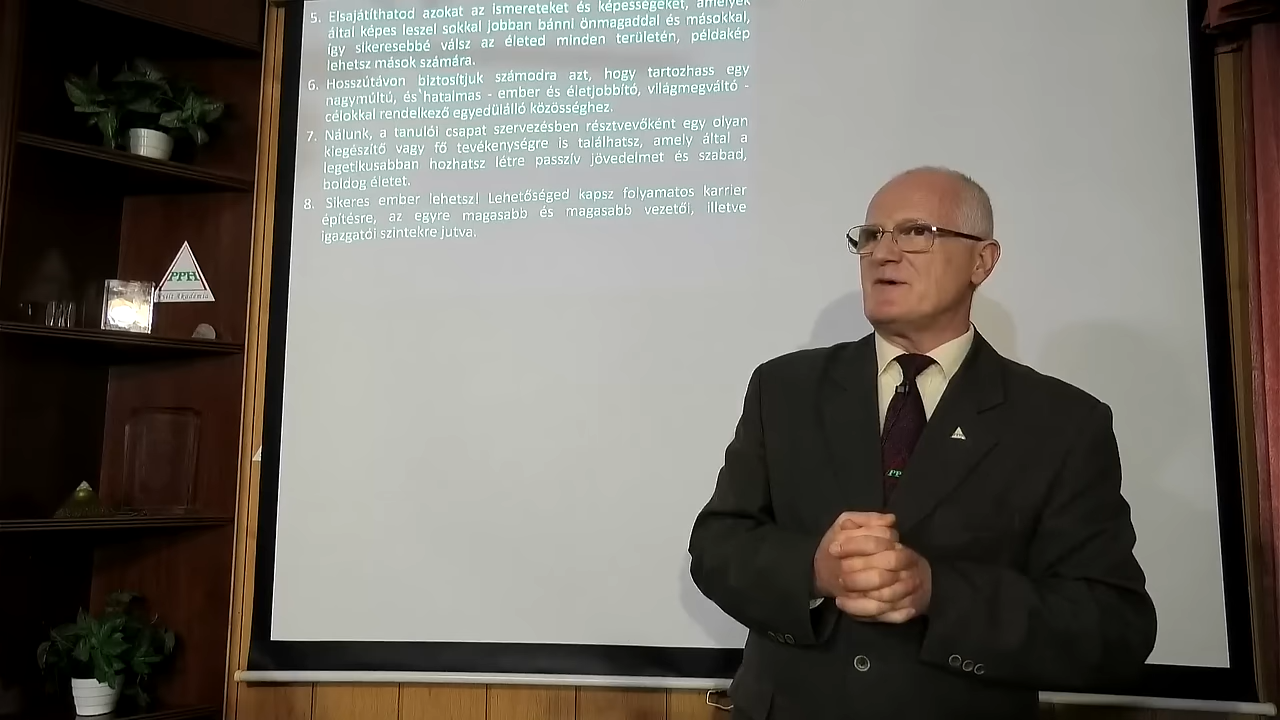 5. Elsajátíthatod azokat az ismereteket és képességeket, amelyek
által képes leszel sokkal jobban bánni önmagaddal és másokkal,
így sikeresebbé válsz az életed minden területén, példakép
lehetsz mások számára.
6. Hosszútávon biztosítjuk számodra azt, hogy tartozhass egy
nagymúltú, és hatalmas - ember és életjobbító, világmegváltó -
célokkal rendelkező egyedülálló közösséghez.
7. Nálunk, a tanulói csapat szervezésben résztvevőként egy olyan
kiegészítő vagy fő tevékenységre is találhatsz, amely által a
legetikusabban hozhatsz létre passzív jövedelmet és szabad,
boldog életet.
8. Sikeres ember lehetsz! Lehetőséged kapsz folyamatos karrier
építésre, az egyre magasabb és magasabb vezetői, illetve
igazgatói szintekre jutva.
PPH
Akadémia